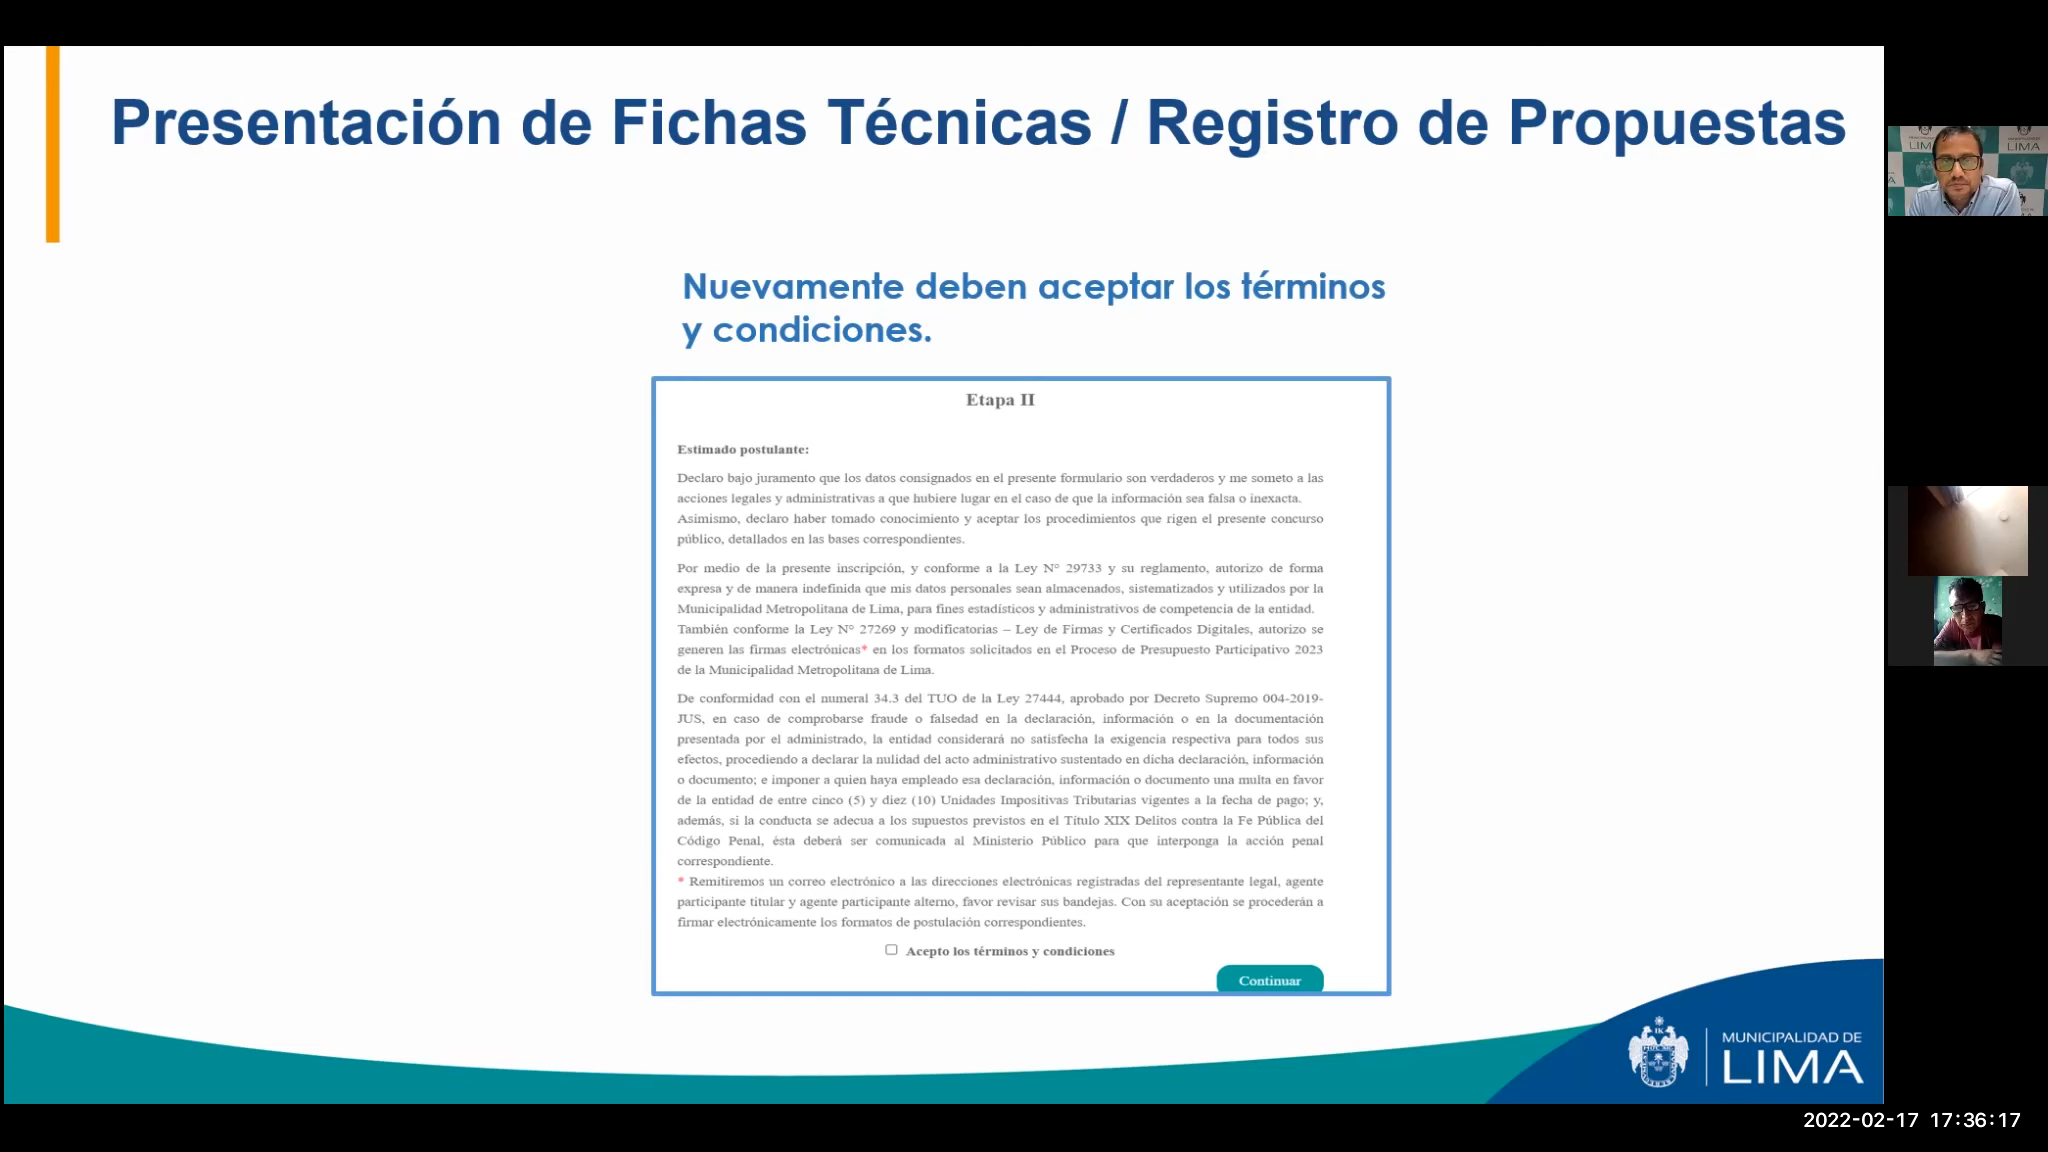 Presentación de Fichas Técnicas / Registro de Propuestas
Nuevamente deben aceptar los términos
y condiciones.
Etapa II
Estimado postulante:
Declaro bajo juramento que los datos consignados en el presente formulario son verdaderos y me someto a las
acciones legales y administrativas a que hubiere lugar en el caso de que la información sea falsa o inexacta.
Asimismo, declaro haber tomado conocimiento y aceptar los procedimientos que rigen el presente concurso
público, detallados en las bases correspondientes.
Por medio de la presente inscripción, y conforme a la Ley N° 29733 y su reglamento, autorizo de forma
expresa y de manera indefinida que mis datos personales sean almacenados, sistematizados y utilizados por la
Municipalidad Metropolitana de Lima, para fines estadísticos y administrativos de competencia de la entidad.
También conforme la Ley N° 27269 y modificatorias – Ley de Firmas y Certificados Digitales, autorizo se
generen las firmas electrónicas* en los formatos solicitados en el Proceso de Presupuesto Participativo 2023
de la Municipalidad Metropolitana de Lima.
De conformidad con el numeral 34.3 del TUO de la Ley 27444, aprobado por Decreto Supremo 004-2019-
JUS, en caso de comprobarse fraude o falsedad en la declaración, información o en la documentación
presentada por el administrado, la entidad considerará no satisfecha la exigencia respectiva para todos sus
efectos, procediendo a declarar la nulidad del acto administrativo sustentado en dicha declaración, información
o documento; e imponer a quien haya empleado esa declaración, información o documento una multa en favor
de la entidad de entre cinco (5) y diez (10) Unidades Impositivas Tributarias vigentes a la fecha de pago; y,
además, si la conducta se adecua a los supuestos previstos en el Título XIX Delitos contra la Fe Pública del
Código Penal, ésta deberá ser comunicada al Ministerio Público para que interponga la acción penal
correspondiente.
* Remitiremos un correo electrónico a las direcciones electrónicas registradas del representante legal, agente
participante titular y agente participante alterno, favor revisar sus bandejas. Con su aceptación se procederán a
firmar electrónicamente los formatos de postulación correspondientes.
Acepto los términos y condiciones
Continuar
MUNICIPALIDAD DE
LIMA
2022-02-17 17:36:17